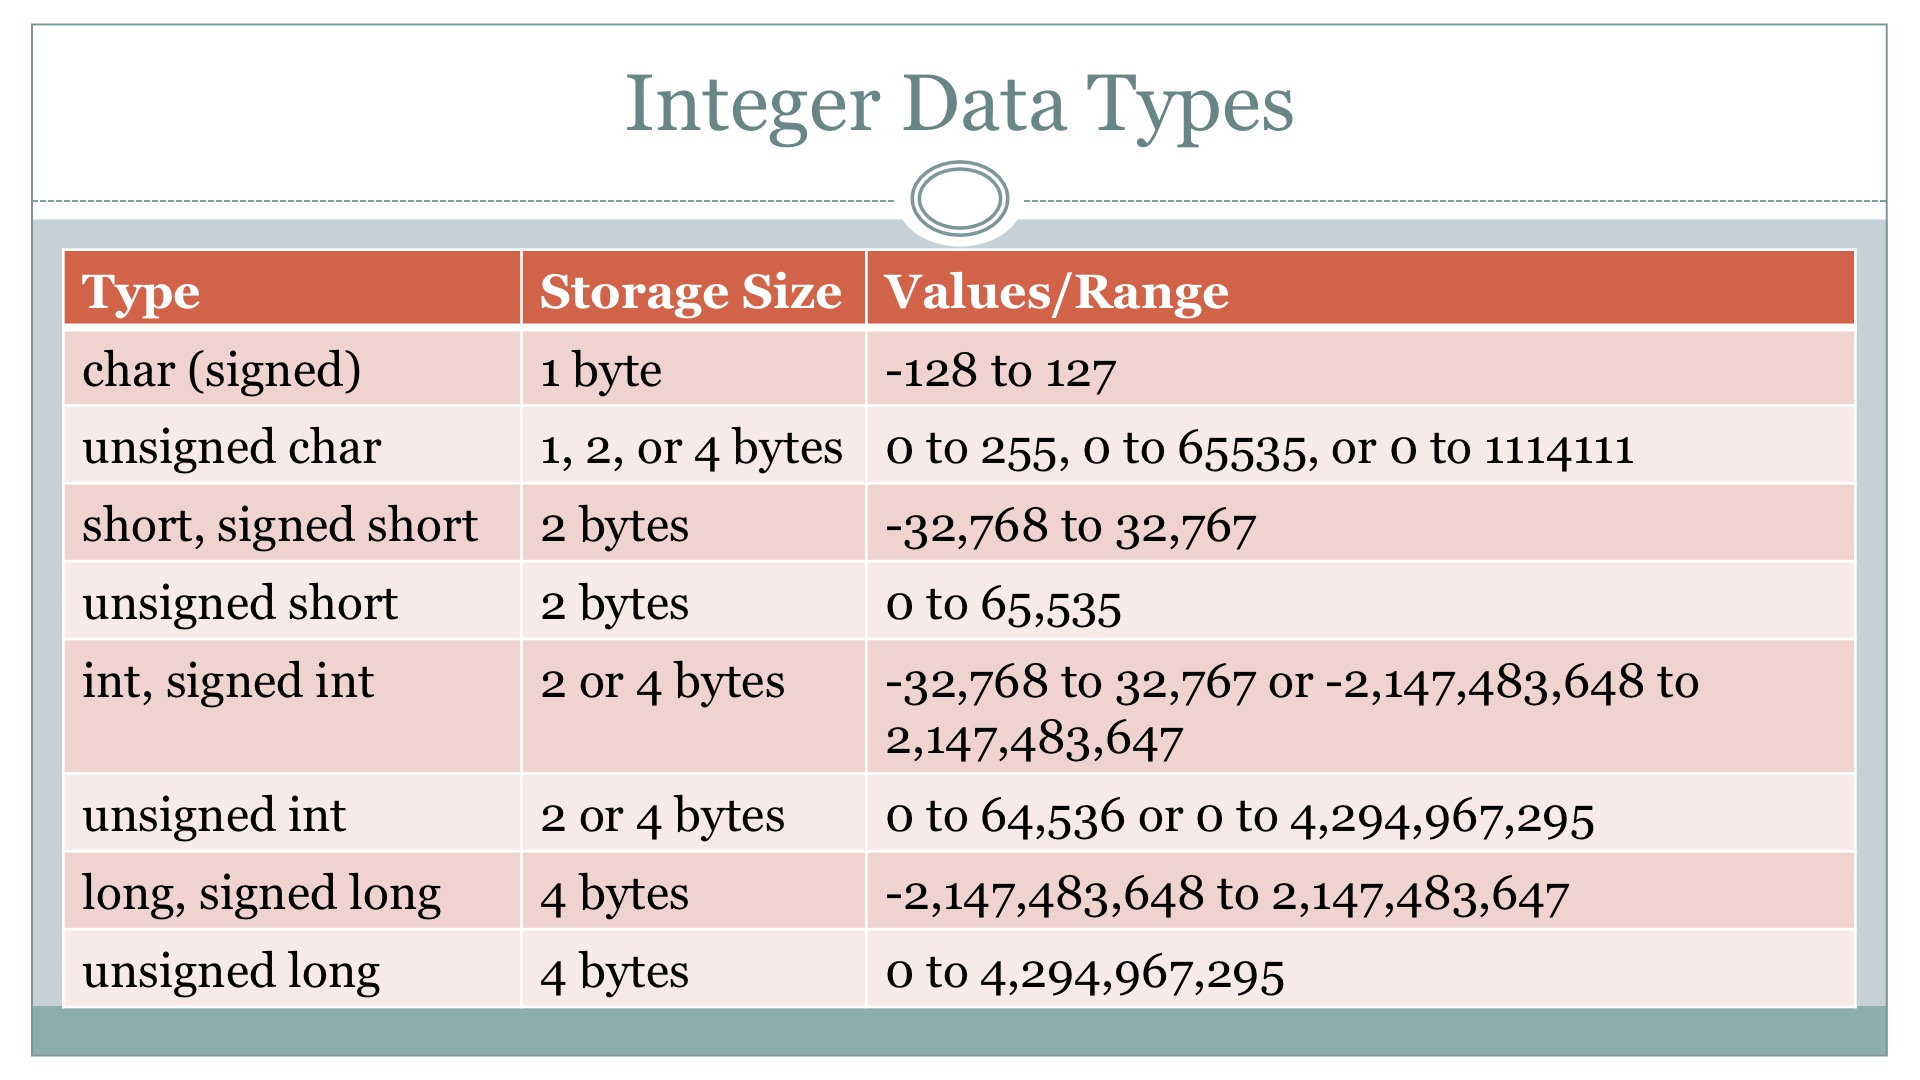 Integer Data Types
Type Storage Size Values/Range
char (signed) 1 byte -128 to 127
unsigned char 1, 2, or 4 bytes 0 to 255, 0 to 65535, or 0 to 1114111
short, signed short 2 bytes -32,768 to 32,767
unsigned short 2 bytes 0 to 65,535
int, signed int 2 or 4 bytes -32,768 to 32,767 or -2,147,483,648 to
2,147,483,647
unsigned int 2 or 4 bytes 0 to 64,536 or 0 to 4,294,967,295
long, signed long 4 bytes -2,147,483,648 to 2,147,483,647
unsigned long 4 bytes 0 to 4,294,967,295